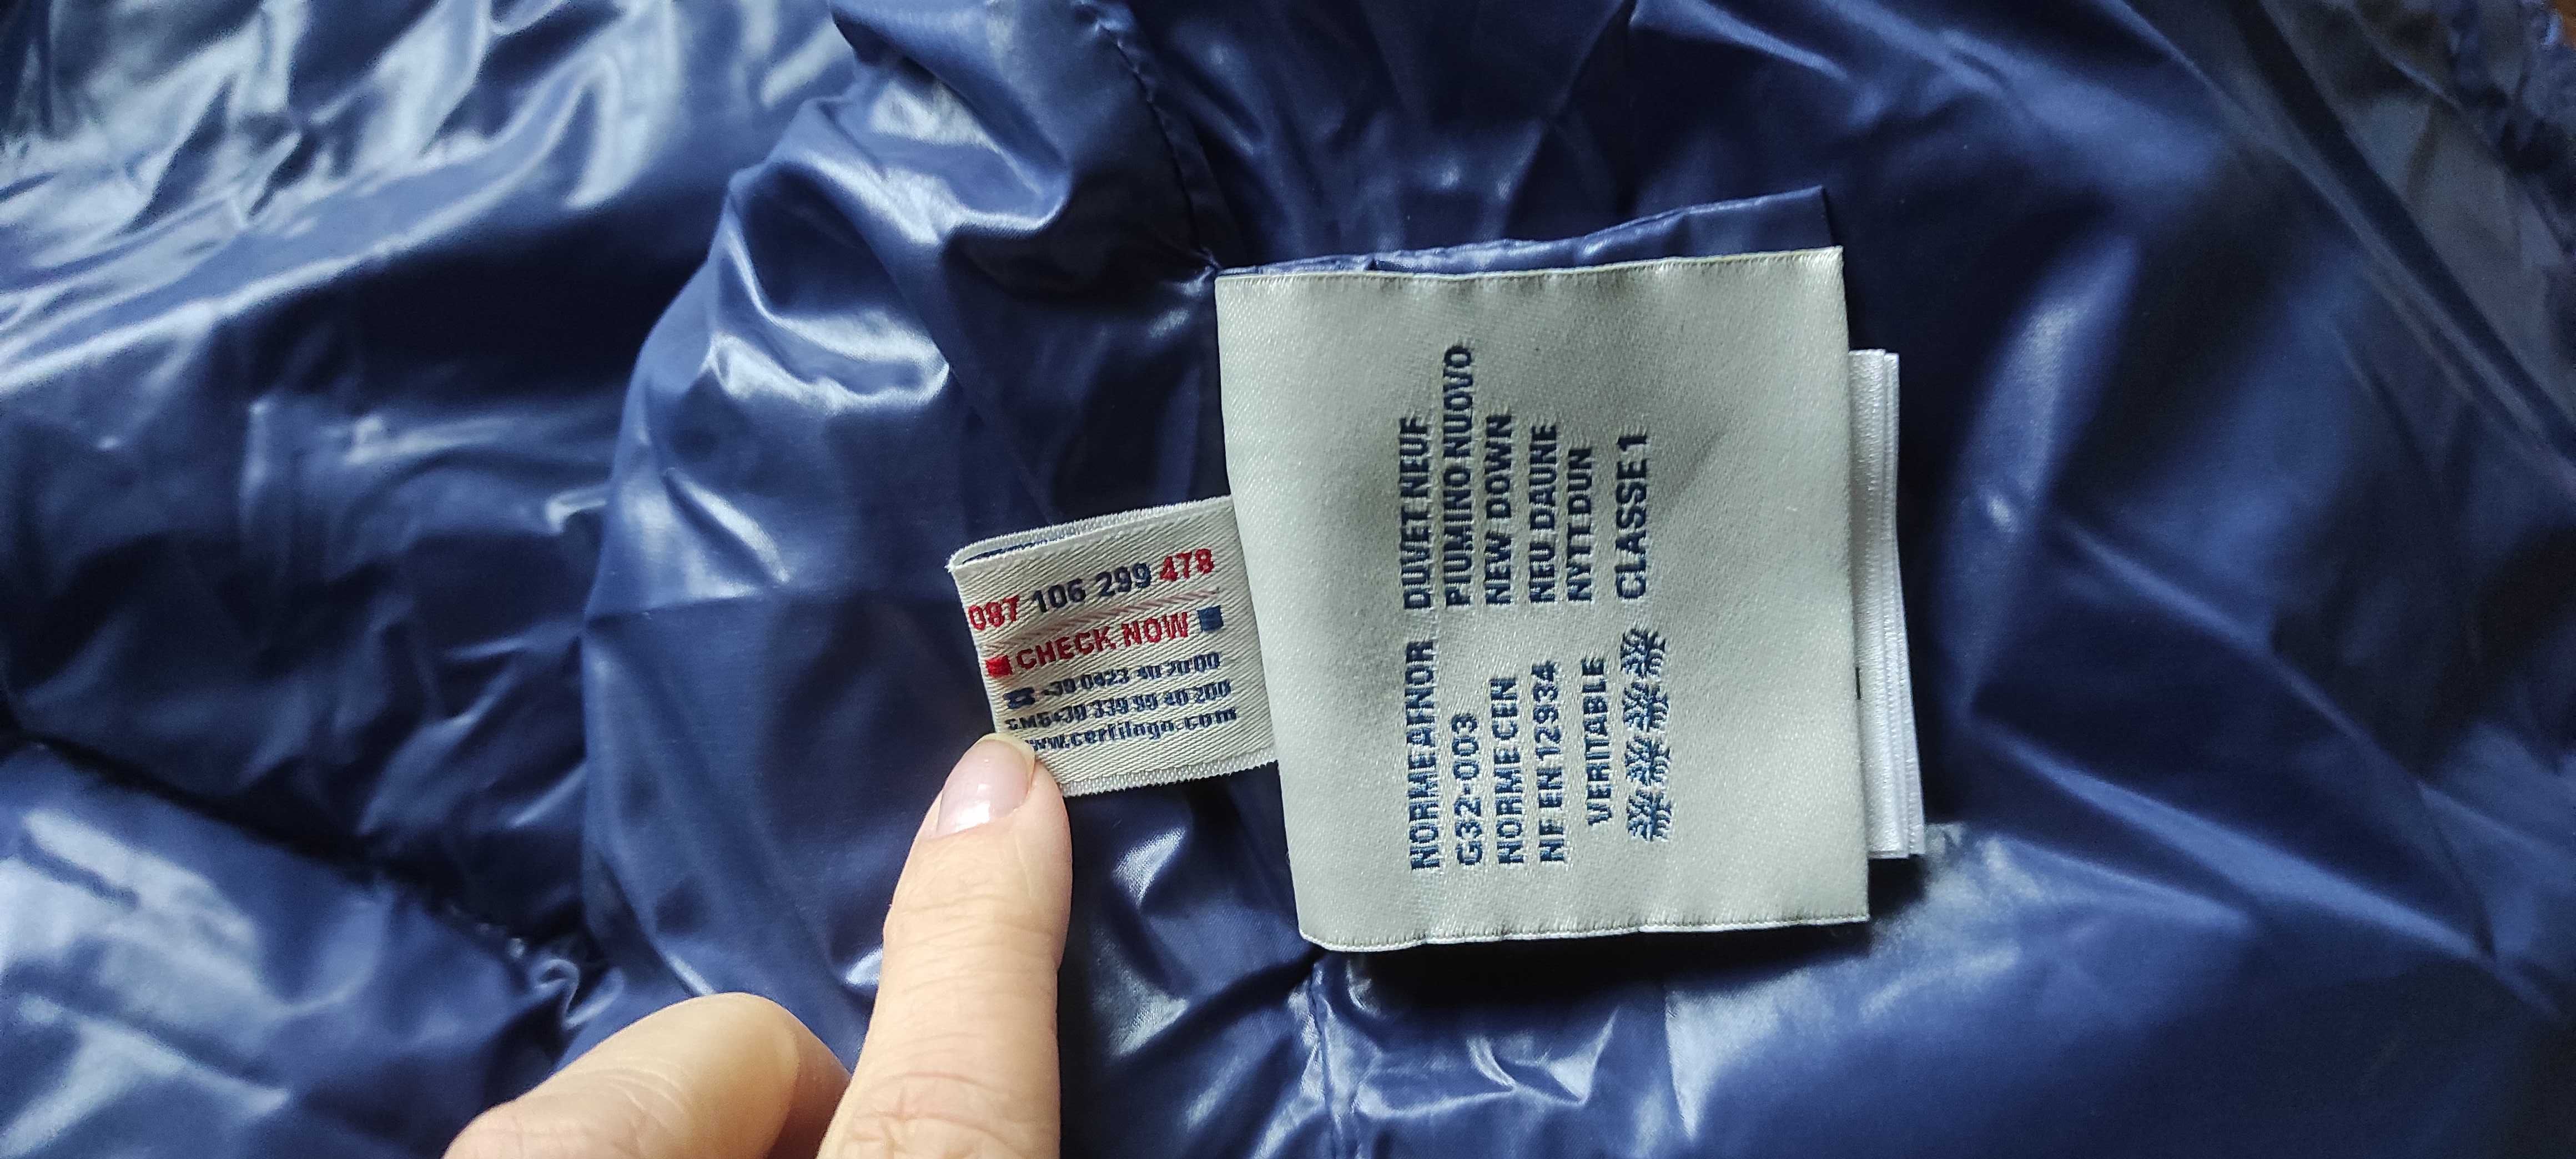 087 106 299 478
CHECK NOW
+39 0423 40 20 00
SMS+39 339 99 40 200
www.certilogo.com
NORME AFNOR DUVET NEUF
G32-003 PIUMINO NUOVO
NORME CEN NEW DOWN
NF EN 12934 NEU DAUNE
VERITABLE NYTT DUN
CLASSE 1